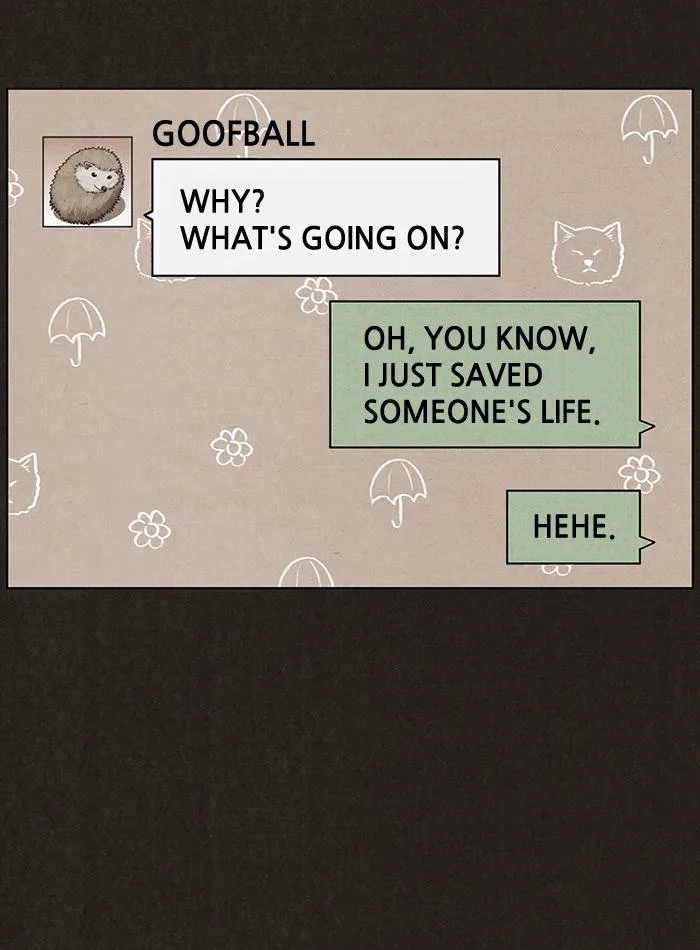 GOOFBALL
WHY?
WHAT'S GOING ON?
OH, YOU KNOW,
I JUST SAVED
SOMEONE'S LIFE.
HEHE.